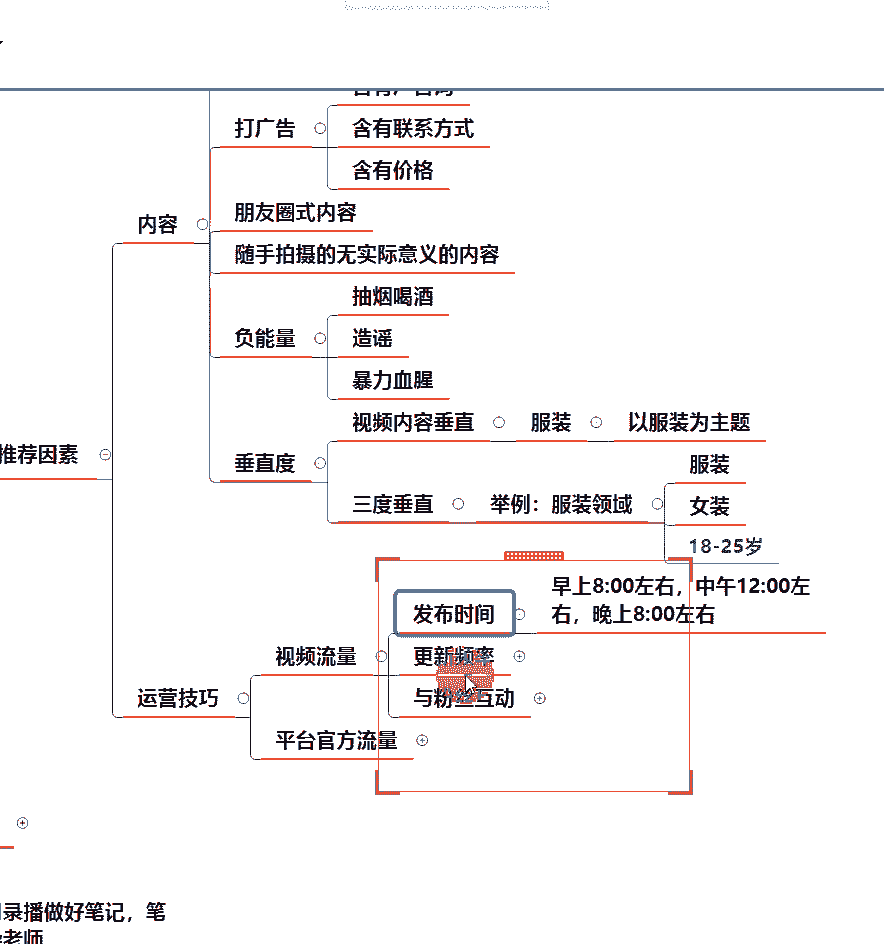 打广告
含有联系方式
含有价格
内容
朋友圈式内容
随手拍摄的无实际意义的内容
抽烟喝酒
负能量
造谣
暴力血腥
视频内容垂直
服装
以服装为主题
推荐因素
垂直度
服装
三度垂直
举例：服装领域
女装
18-25岁
早上8:00左右，中午12:00左
右，晚上8:00左右
发布时间
视频流量
更新频率
运营技巧
与粉丝互动
平台官方流量
录播做好笔记，笔
老师